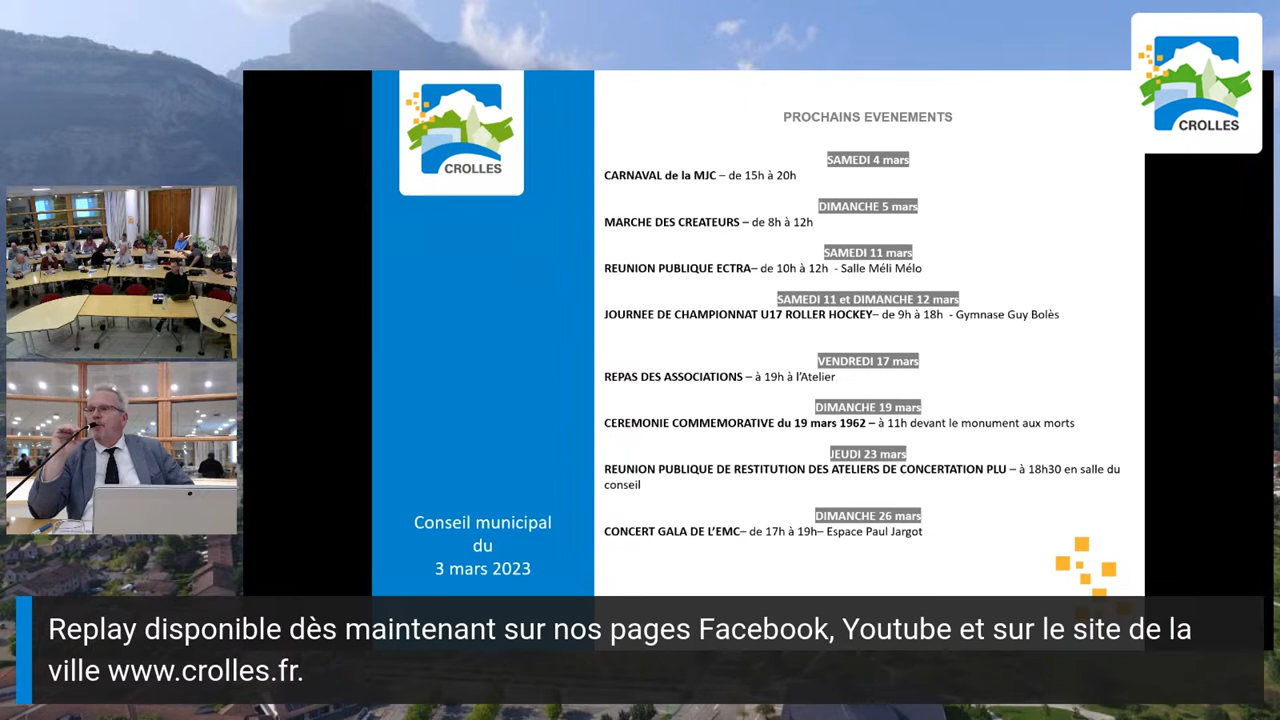 CROLLES
CROLLES
PROCHAINS EVENEMENTS
SAMEDI 4 mars
CARNAVAL de la MJC – de 15h à 20h
DIMANCHE 5 mars
MARCHE DES CREATEURS – de 8h à 12h
SAMEDI 11 mars
REUNION PUBLIQUE ECTRA– de 10h à 12h - Salle Méli Mélo
SAMEDI 11 et DIMANCHE 12 mars
JOURNEE DE CHAMPIONNAT U17 ROLLER HOCKEY– de 9h à 18h - Gymnase Guy Bolès
VENDREDI 17 mars
REPAS DES ASSOCIATIONS – à 19h à l'Atelier
DIMANCHE 19 mars
CEREMONIE COMMEMORATIVE du 19 mars 1962 – à 11h devant le monument aux morts
JEUDI 23 mars
REUNION PUBLIQUE DE RESTITUTION DES ATELIERS DE CONCERTATION PLU – à 18h30 en salle du
conseil
DIMANCHE 26 mars
CONCERT GALA DE L'EMC– de 17h à 19h– Espace Paul Jargot
Conseil municipal
du
3 mars 2023
Replay disponible dès maintenant sur nos pages Facebook, Youtube et sur le site de la
ville www.crolles.fr.